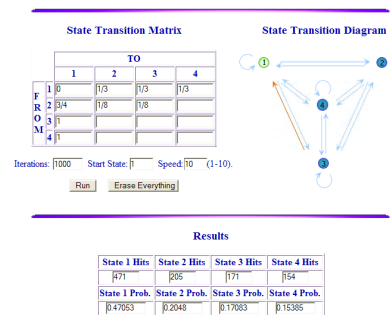 State Transition Matrix
State Transition Diagram
TO
1 2 3 4
FROM
1 0 1/3 1/3 1/3
2 3/4 1/8 1/8
3 1
4 1
1
2
4
3
Iterations: 1000 Start State: 1 Speed: 10 (1-10).
Run Erase Everything
Results
State 1 Hits State 2 Hits State 3 Hits State 4 Hits
471 205 171 154
State 1 Prob. State 2 Prob. State 3 Prob. State 4 Prob.
0.47053 0.2048 0.17083 0.15385